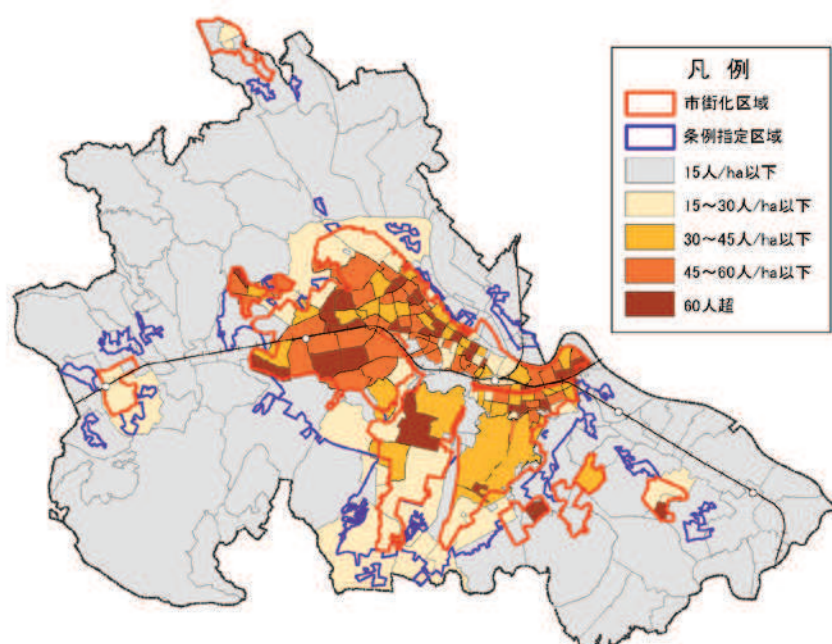 凡 例
市街化区域
条例指定区域
15人/ha以下
15～30人/ha以下
30～45人/ha以下
45～60人/ha以下
60人超